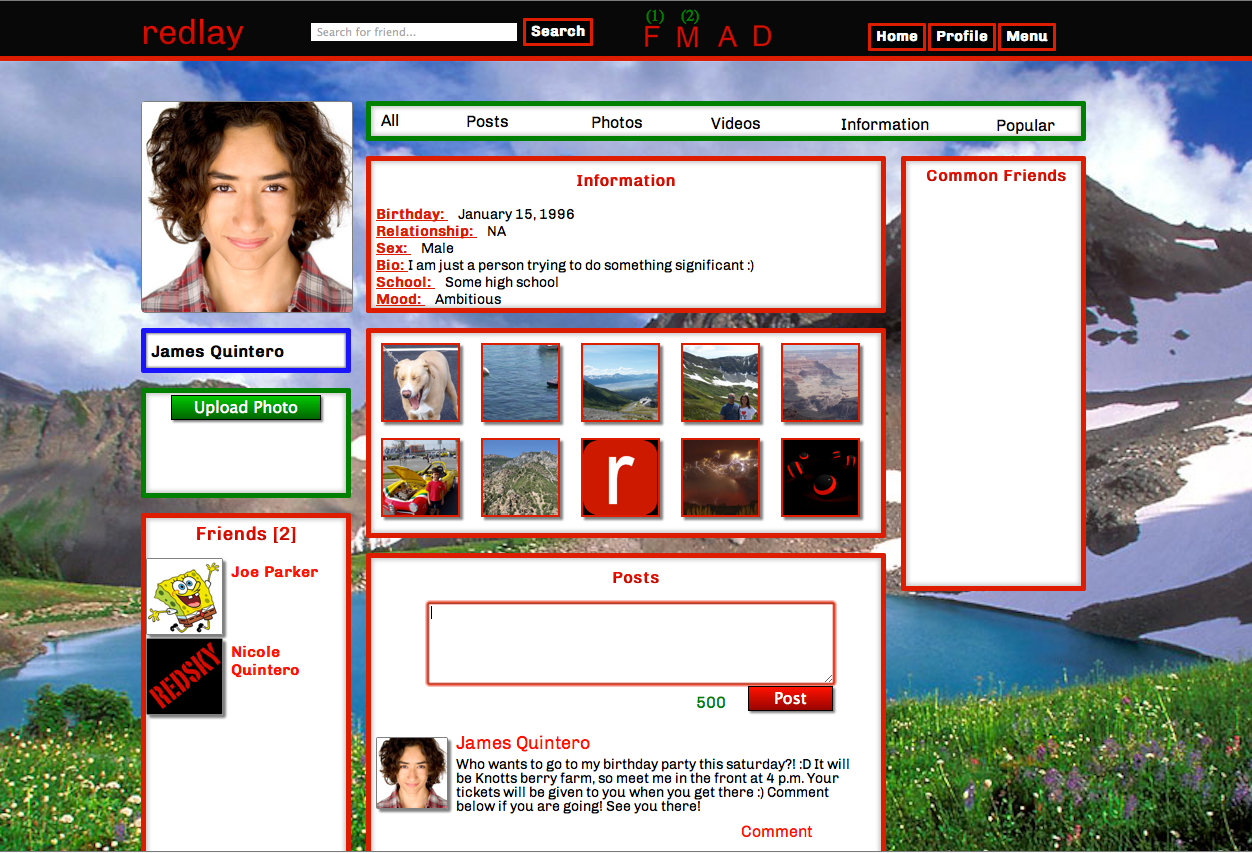 (1) (2)
redlay
Search for friend...
Search
F M A D
Home
Profile
Menu
All
Posts
Photos
Videos
Information
Popular
Information
Birthday: January 15, 1996
Relationship: NA
Sex: Male
Bio: I am just a person trying to do something significant :)
School: Some high school
Mood: Ambitious
Common Friends
James Quintero
Upload Photo
r
Friends [2]
Joe Parker
REDSKY
Nicole
Quintero
Posts
500
Post
James Quintero
Who wants to go to my birthday party this saturday?! :D It will
be Knotts berry farm, so meet me in the front at 4 p.m. Your
tickets will be given to you when you get there :) Comment
below if you are going! See you there!
Comment